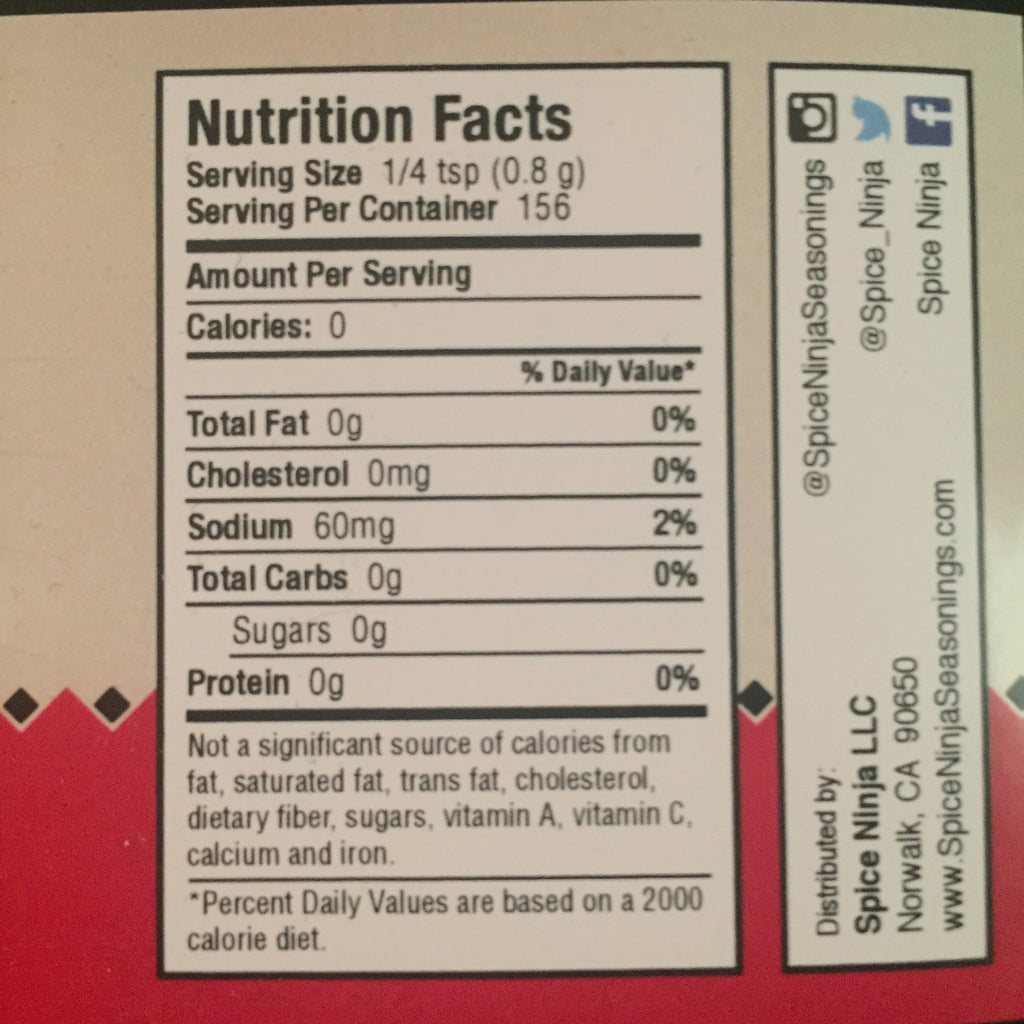 Nutrition Facts
Serving Size 1/4 tsp (0.8 g)
Serving Per Container 156
Amount Per Serving
Calories: 0
% Daily Value*
Total Fat 0g 0%
Cholesterol 0mg 0%
Sodium 60mg 2%
Total Carbs 0g 0%
Sugars 0g
Protein 0g 0%
Not a significant source of calories from
fat, saturated fat, trans fat, cholesterol,
dietary fiber, sugars, vitamin A, vitamin C,
calcium and iron.
*Percent Daily Values are based on a 2000
calorie diet.
Distributed by:
Spice NInja LLC
Norwalk, CA 90650
www.SpiceNinjaSeasonings.com
@SpiceNinjaSeasonings
@Spice_Ninja
f
Spice Ninja